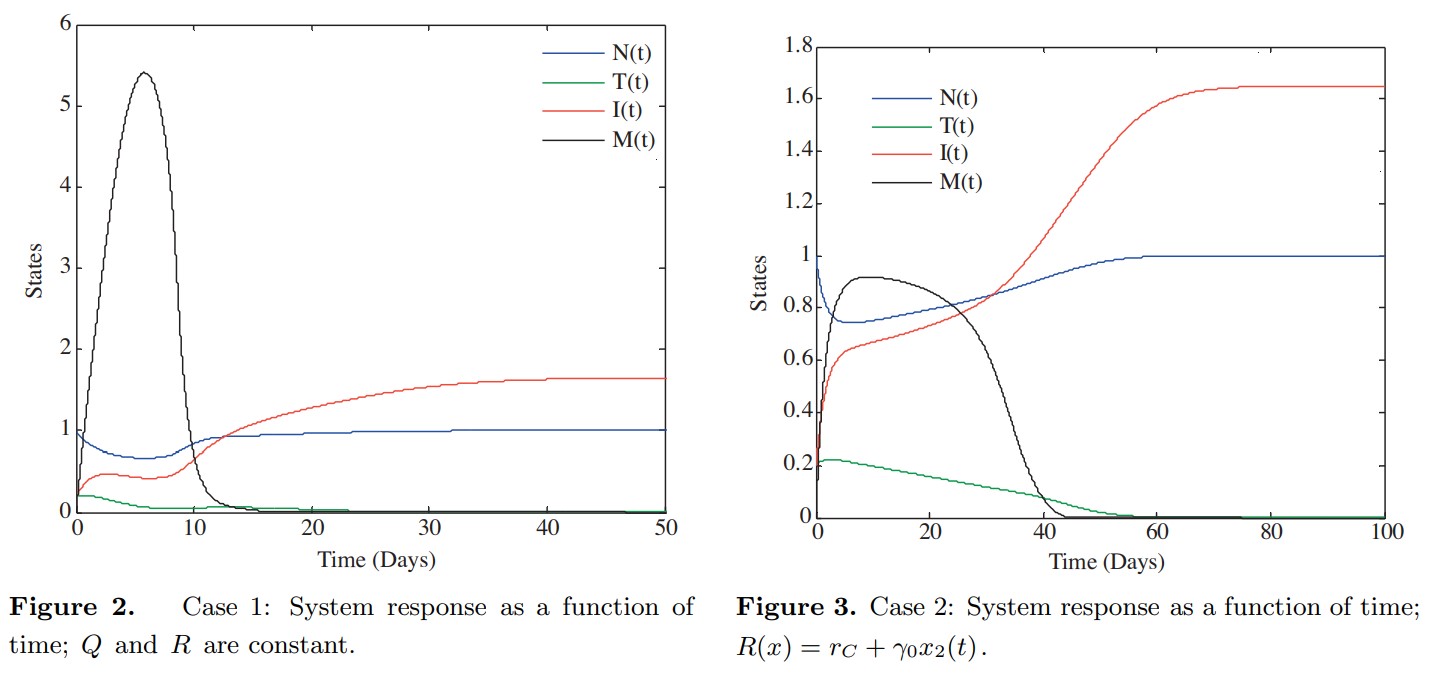 6
5
4
3
2
1
0
States
N(t)
T(t)
I(t)
M(t)
0 10 20 30 40 50
Time (Days)
Figure 2. Case 1: System response as a function of
time; Q and R are constant.
1.8
1.6
1.4
1.2
1
0.8
0.6
0.4
0.2
0
States
N(t)
T(t)
I(t)
M(t)
0 20 40 60 80 100
Time (Days)
Figure 3. Case 2: System response as a function of time;
R(x) = r_C + γ_0x_2(t).